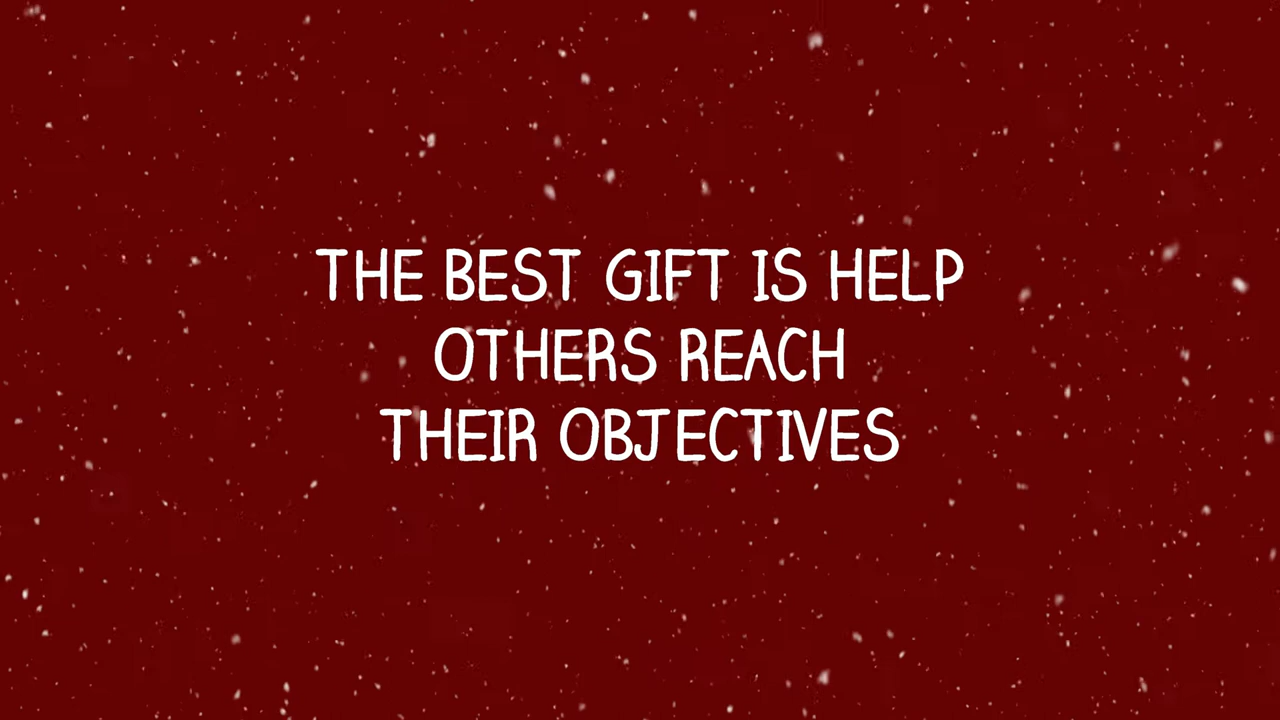 THE BEST GIFT IS HELP
OTHERS REACH
THEIR OBJECTIVES